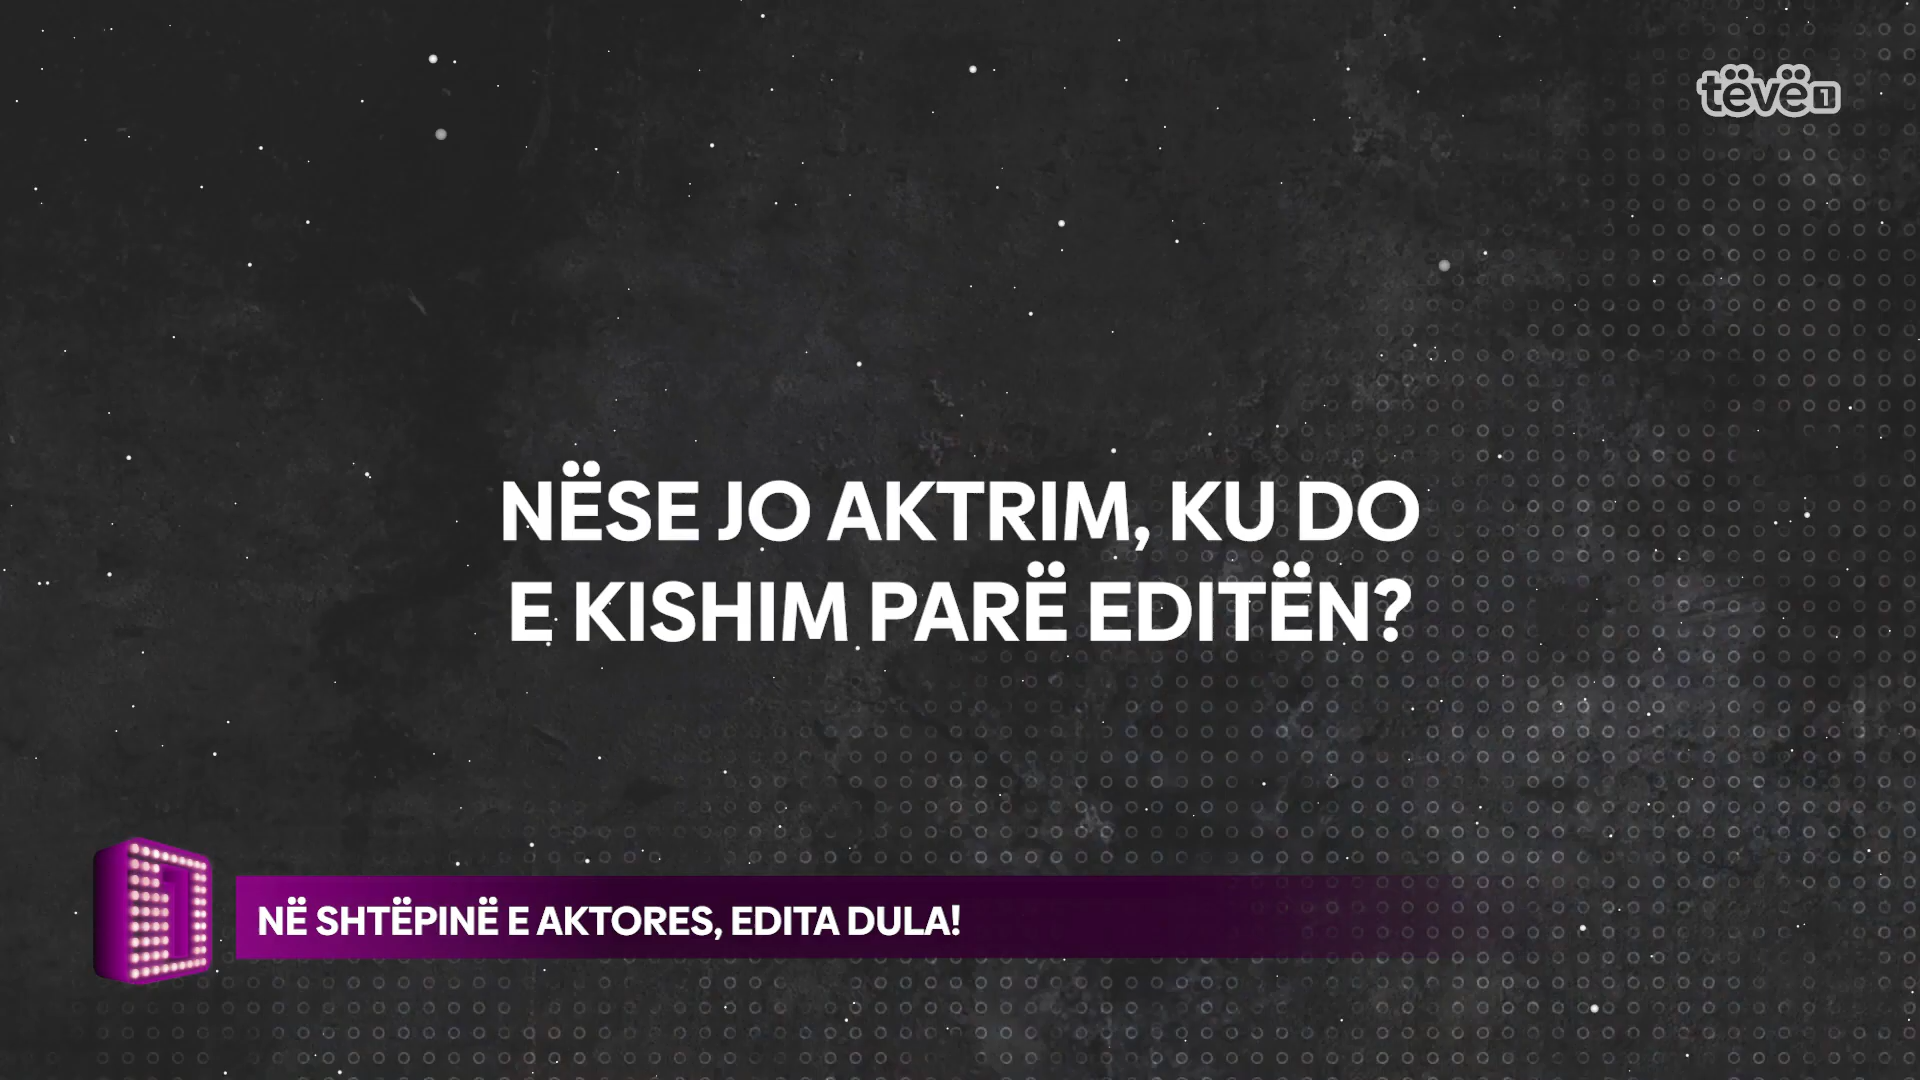 tëvë1
NËSE JO AKTRIM, KU DO
E KISHIM PARË EDITËN?
NË SHTËPINË E AKTORES, EDITA DULA!